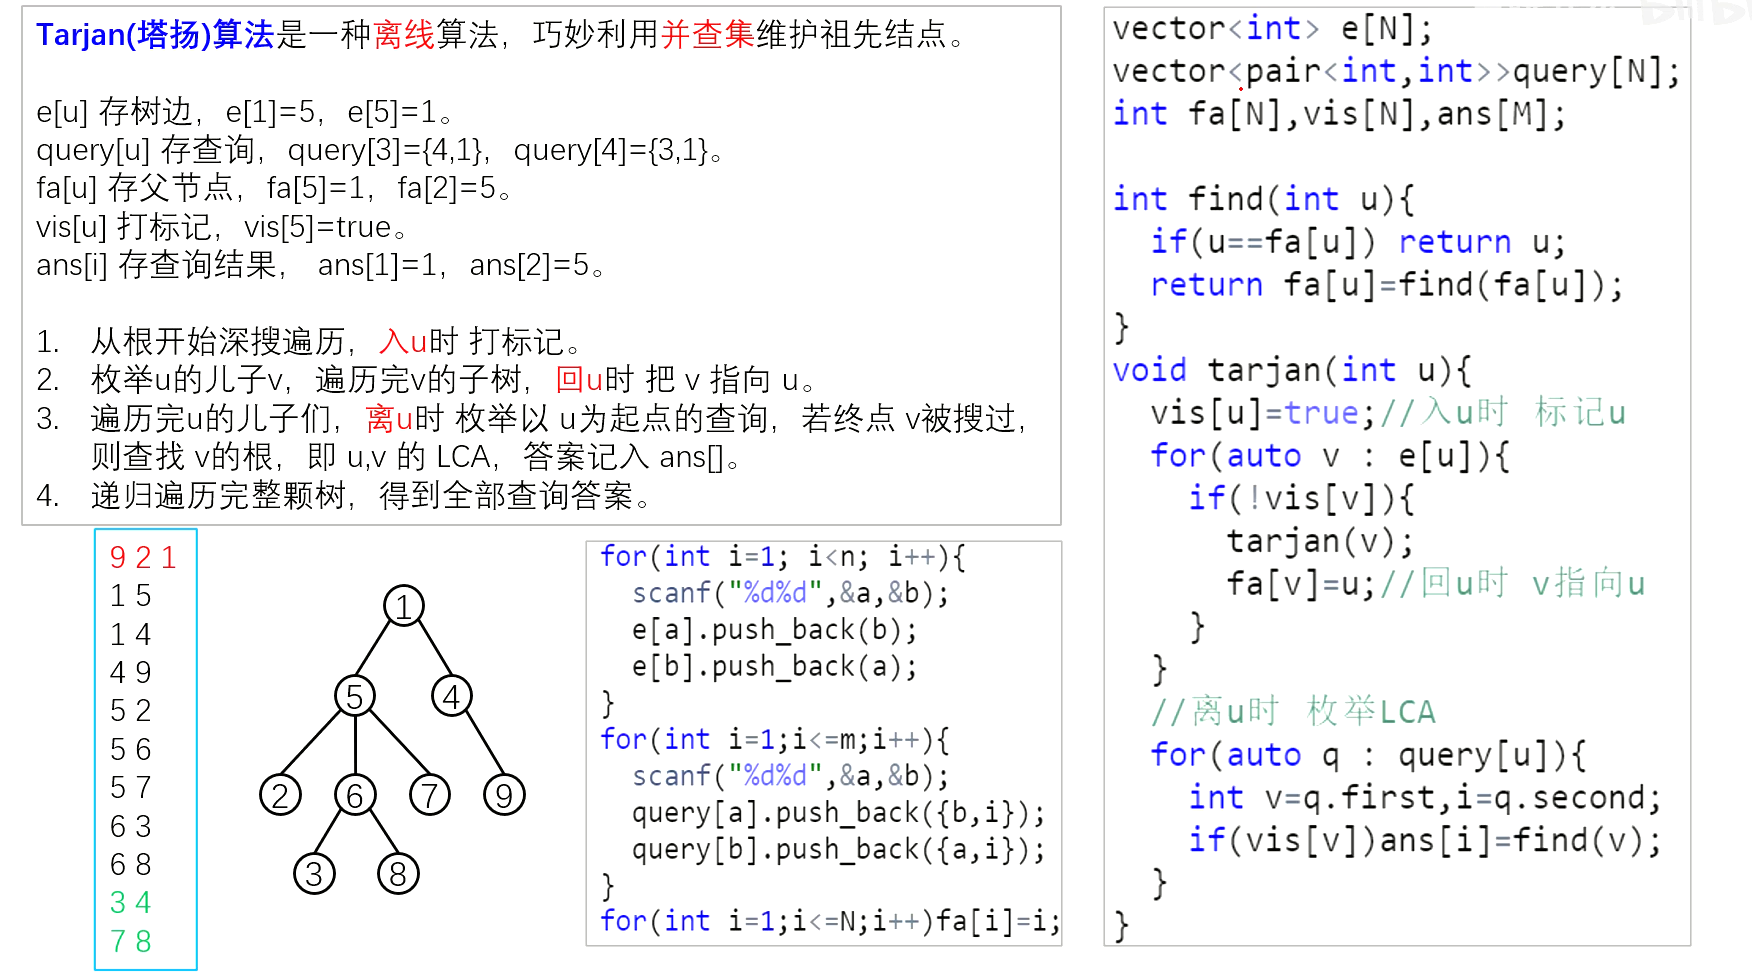 Tarjan(塔扬)算法是一种离线算法，巧妙利用并查集维护祖先结点。
e[u] 存树边，e[1]=5，e[5]=1。
query[u] 存查询，query[3]={4,1}，query[4]={3,1}。
fa[u] 存父节点，fa[5]=1，fa[2]=5。
vis[u] 打标记，vis[5]=true。
ans[i] 存查询结果， ans[1]=1，ans[2]=5。
1. 从根开始深搜遍历，入u时 打标记。
2. 枚举u的儿子v，遍历完v的子树，回u时 把 v 指向 u。
3. 遍历完u的儿子们，离u时 枚举以 u为起点的查询，若终点 v被搜过，
则查找 v的根，即 u,v 的 LCA，答案记入 ans[]。
4. 递归遍历完整颗树，得到全部查询答案。
9 2 1
1 5
1 4
4 9
5 2
5 6
5 7
6 3
6 8
3 4
7 8
1
5
4
2
6
7
9
3
8
for(int i=1; i<n; i++){
  scanf("%d%d",&a,&b);
  e[a].push_back(b);
  e[b].push_back(a);
}
for(int i=1;i<=m;i++){
  scanf("%d%d",&a,&b);
  query[a].push_back({b,i});
  query[b].push_back({a,i});
}
for(int i=1;i<=N;i++)fa[i]=i;
vector<int> e[N];
vector<pair<int,int>>query[N];
int fa[N],vis[N],ans[M];
int find(int u){
  if(u==fa[u]) return u;
  return fa[u]=find(fa[u]);
}
void tarjan(int u){
  vis[u]=true;//入u时 标记u
  for(auto v : e[u]){
    if(!vis[v]){
      tarjan(v);
      fa[v]=u;//回u时 v指向u
    }
  }
  //离u时 枚举LCA
  for(auto q : query[u]){
    int v=q.first,i=q.second;
    if(vis[v])ans[i]=find(v);
  }
}